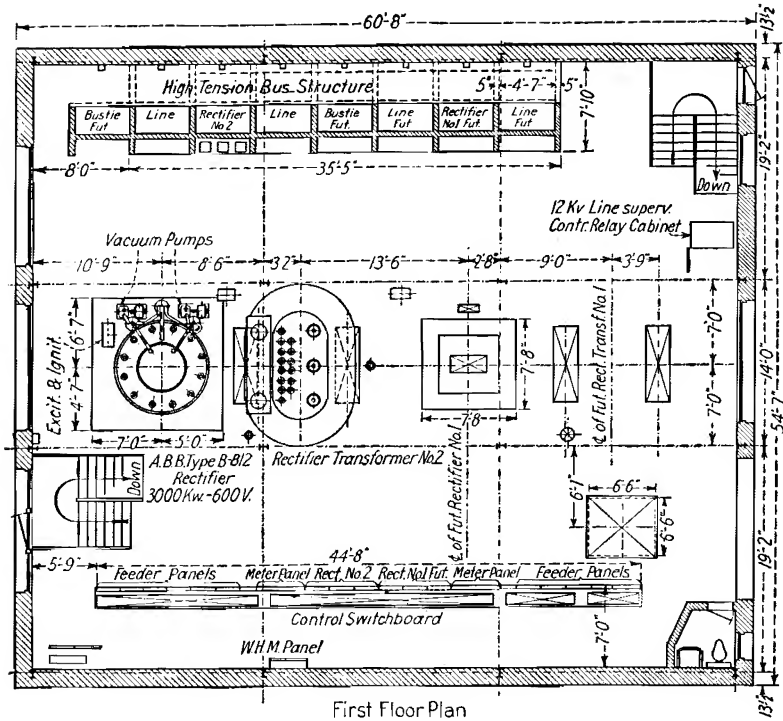 60'-8"
13½"
High Tension Bus Structure
5" 4'-7" 5"
Bustie Fut
Line
Rectifier No2
Line
Bustie Fut.
Line Fut
Rectifier No1 Fut.
Line Fut
7'-10"
8'-0"
35'-5"
Down
19'-2"
12 Kv Line superv.
Contr. Relay Cabinet
Vacuum Pumps
10'-9" 8'-6" 3'2" 13'-6" 2'8" 9'-0" 3'-9"
Excit. & Ignit.
6'-7"
4'-7"
7'-8"
7'8"
℄ of Fut. Rect. Transf. No.1
7'-0"
7'-0"
14'-0"
54'-7"
7'-0" 5'-0"
A.B.B. Type B-812
Rectifier
3000 Kw.-600 V.
Rectifier Transformer No2
℄ of Fut. Rectifier No.1
Down
6'-1"
6'-6"
6'-6"
19'-2"
5'-9"
44'-8"
Feeder Panels Meter Panel Rect. No 2 Rect. No1 Fut. Meter Panel Feeder Panels
Control Switchboard
7'-0"
W.H.M. Panel
13½"
First Floor Plan